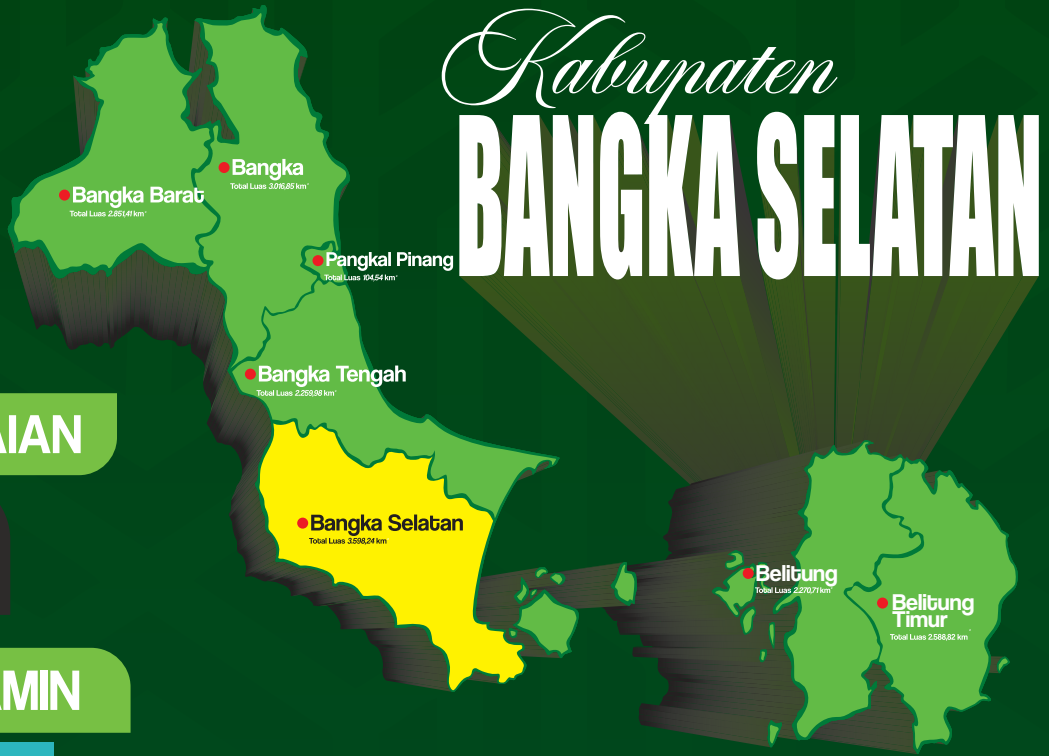 Kabupaten
BANGKA SELATAN
Bangka
Total Luas 3.016,85 km²
Bangka Barat
Total Luas 2.851,41 km²
Pangkal Pinang
Total Luas 104,54 km²
Bangka Tengah
Total Luas 2.259,98 km²
AIAN
Bangka Selatan
Total Luas 3.598,24 km
Belitung
Total Luas 2.270,71 km
Belitung
Timur
Total Luas 2.588,82 km
AMIN